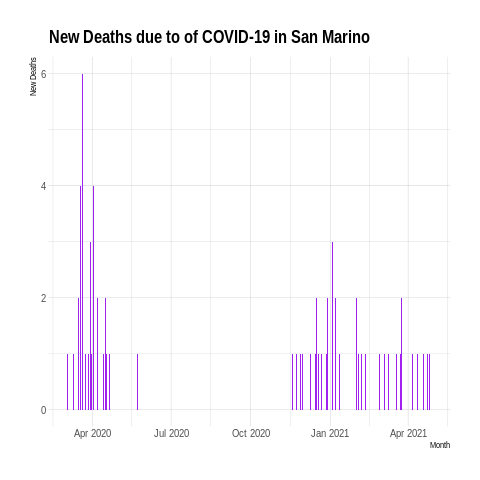 New Deaths due to of COVID-19 in San Marino
New Deaths
6
4
2
0
Apr 2020 Jul 2020 Oct 2020 Jan 2021 Apr 2021
Month